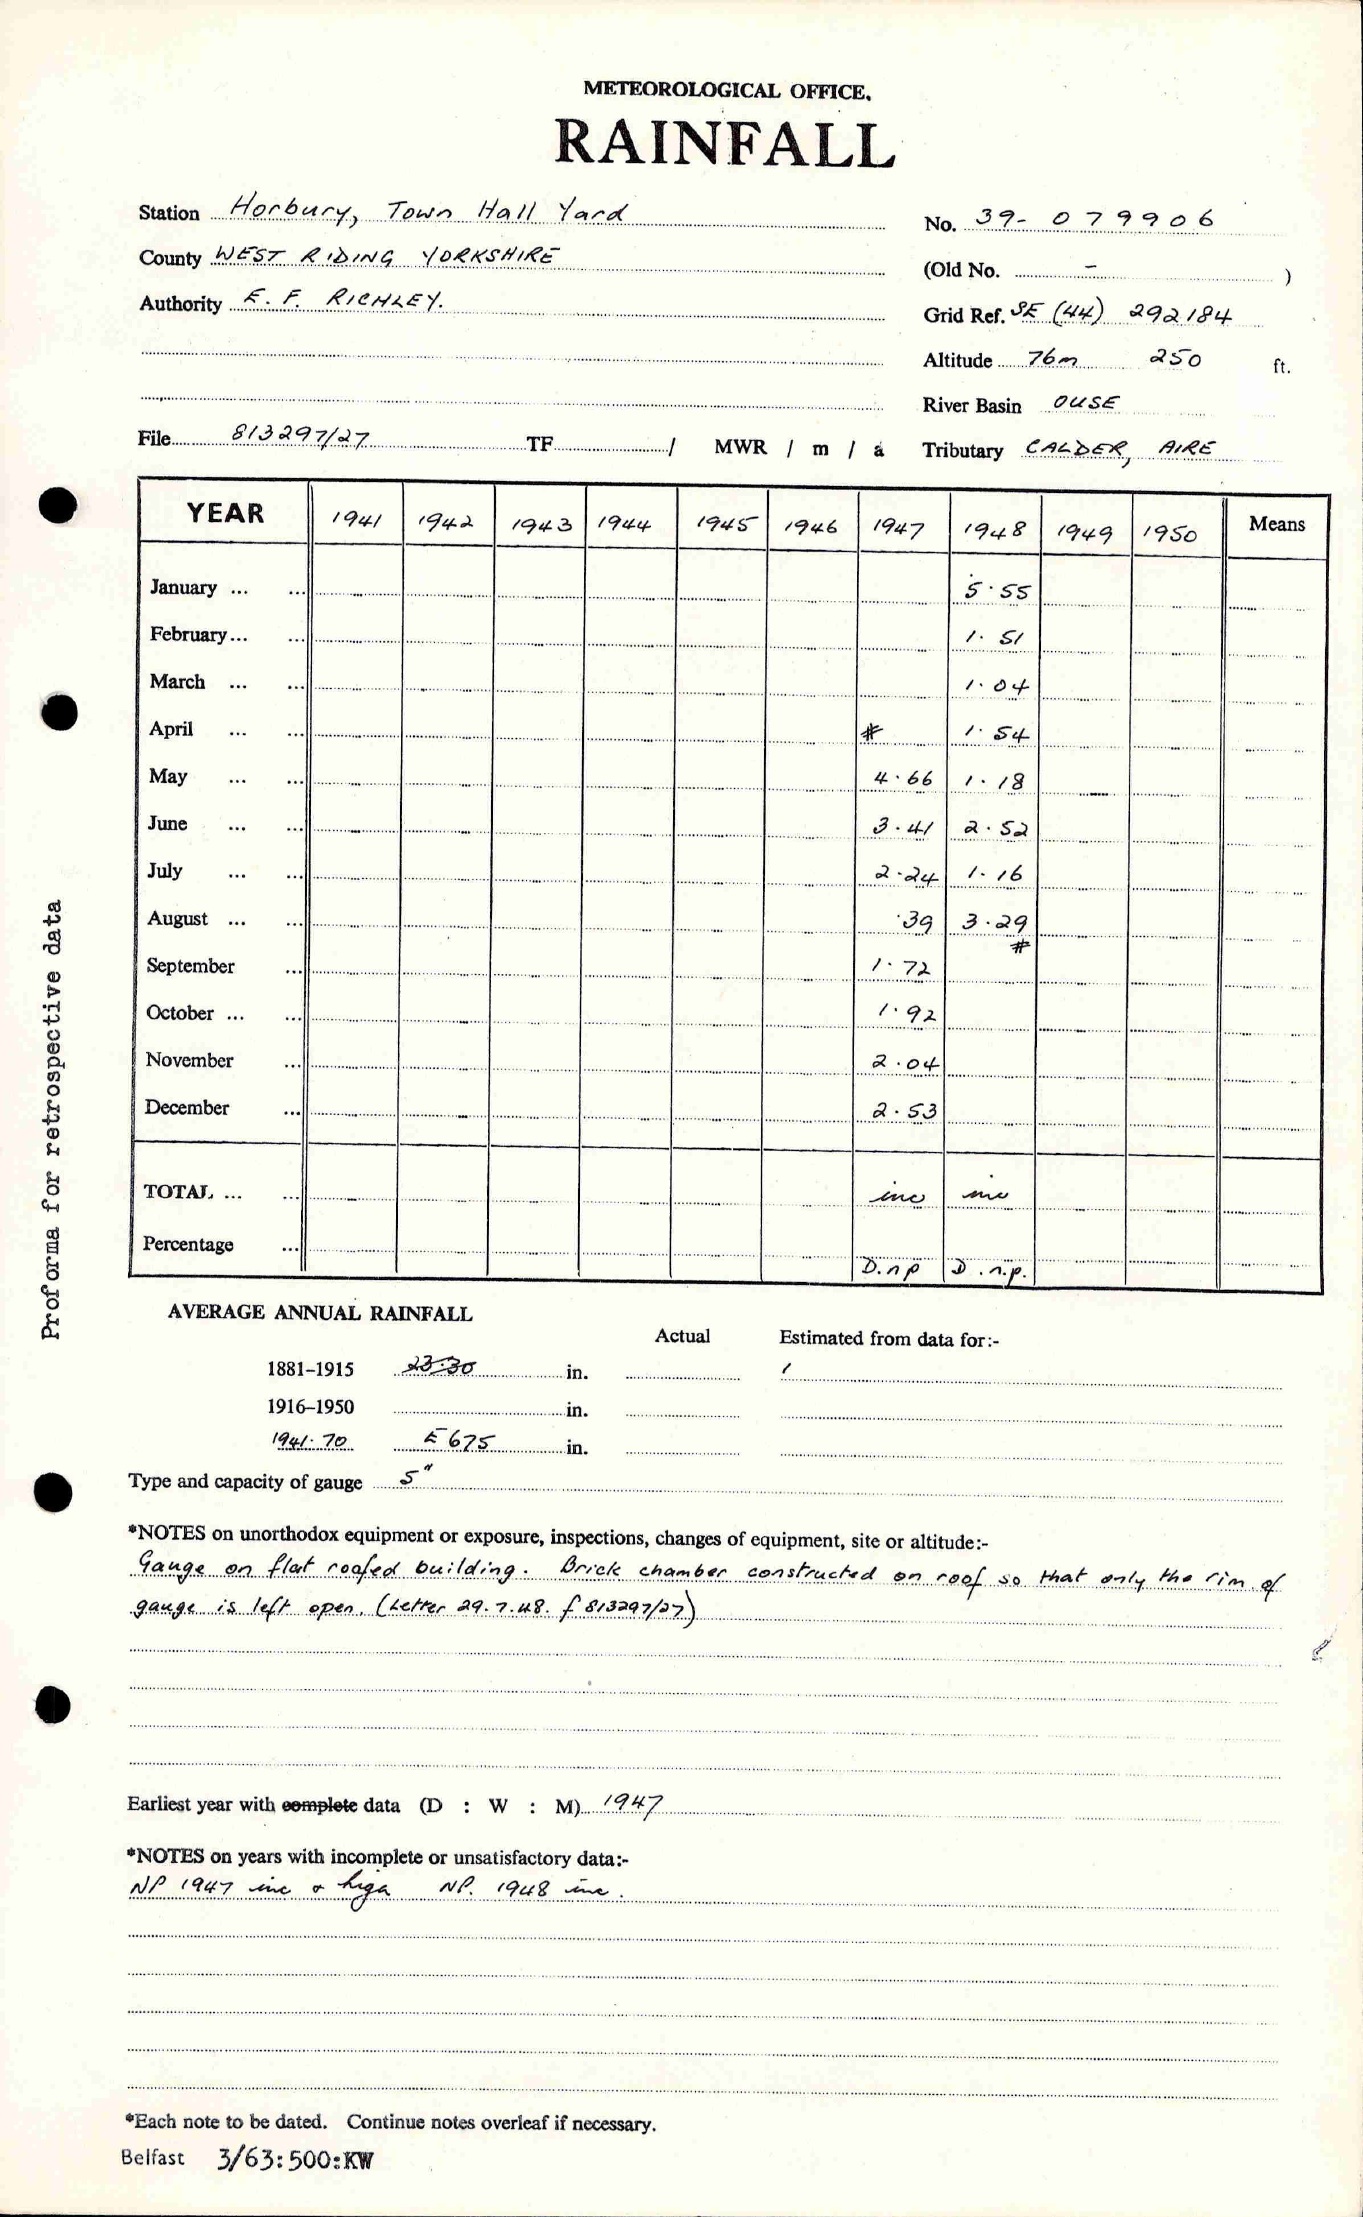 METEOROLOGICAL OFFICE.
RAINFALL
Station Horbury, Town Hall Yard
No. 39-079906
County WEST RIDING YORKSHIRE
(Old No. - )
Authority E. F. RICHLEY.
Grid Ref. SE (44) 292184
Altitude 76m 250 ft.
River Basin OUSE
File 813297/27 TF / MWR / m / a Tributary CALDER, AIRE
YEAR 1941 1942 1943 1944 1945 1946 1947 1948 1949 1950 Means
January ... ... 5.55
February ... ... 1.51
March ... ... 1.04
April ... ... # 1.54
May ... ... 4.66 1.18
June ... ... 3.41 2.52
July ... ... 2.24 1.16
August ... ... .39 3.29
#
September ... 1.72
October ... ... 1.92
November ... 2.04
December ... 2.53
TOTAL ... ... inc inc
Percentage ...
D.n.p D.n.p.
Proforma for retrospective data
AVERAGE ANNUAL RAINFALL
Actual Estimated from data for:-
1881-1915 23.30 in.
1916-1950 in.
1941-70 E 675 in.
Type and capacity of gauge 5"
*NOTES on unorthodox equipment or exposure, inspections, changes of equipment, site or altitude:-
Gauge on flat roofed building. Brick chamber constructed on roof so that only the rim of
gauge is left open. (Letter 29.7.48. f 813297/27)
Earliest year with complete data (D : W : M) 1947
*NOTES on years with incomplete or unsatisfactory data:-
NP 1947 inc & high NP. 1948 inc.
*Each note to be dated. Continue notes overleaf if necessary.
Belfast 3/63:500:KW